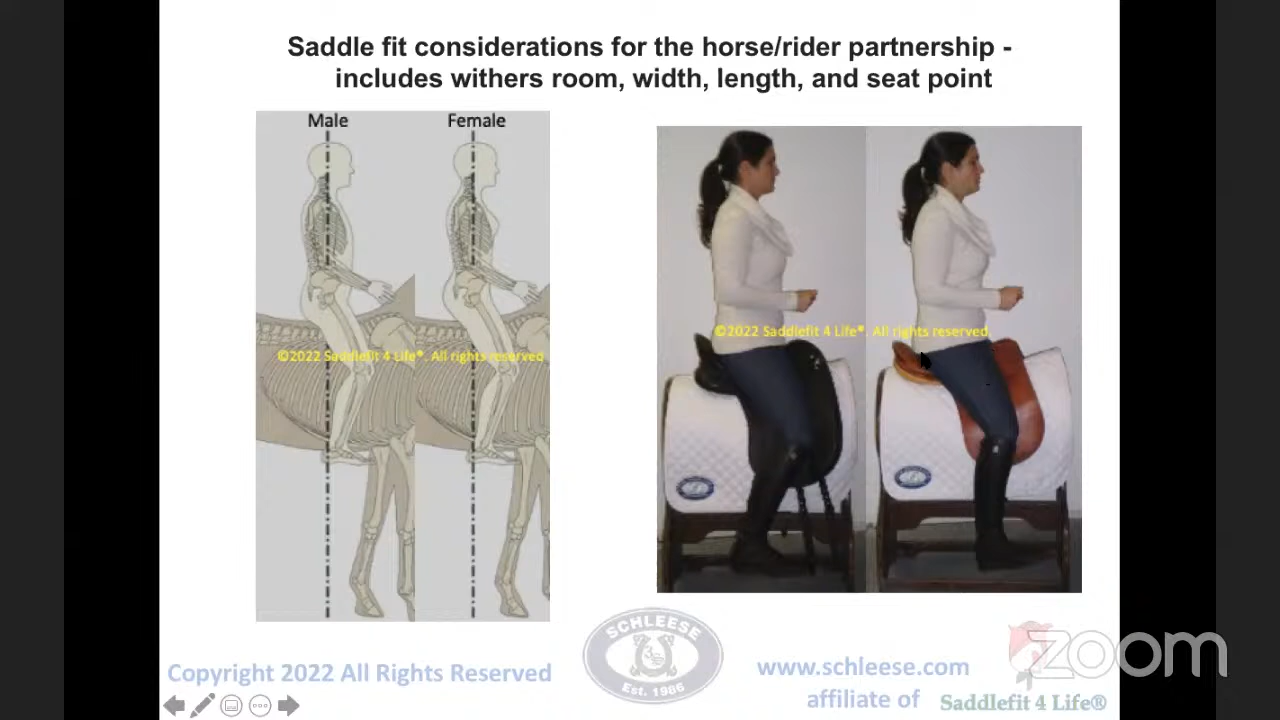 Saddle fit considerations for the horse/rider partnership -
includes withers room, width, length, and seat point
Male
Female
©2022 Saddlefit 4 Life®. All rights reserved
©2022 Saddlefit 4 Life®. All rights reserved
SCHLEESE
Est. 1986
Copyright 2022 All Rights Reserved
www.schleese.com
affiliate of
Saddlefit 4 Life®
zoom